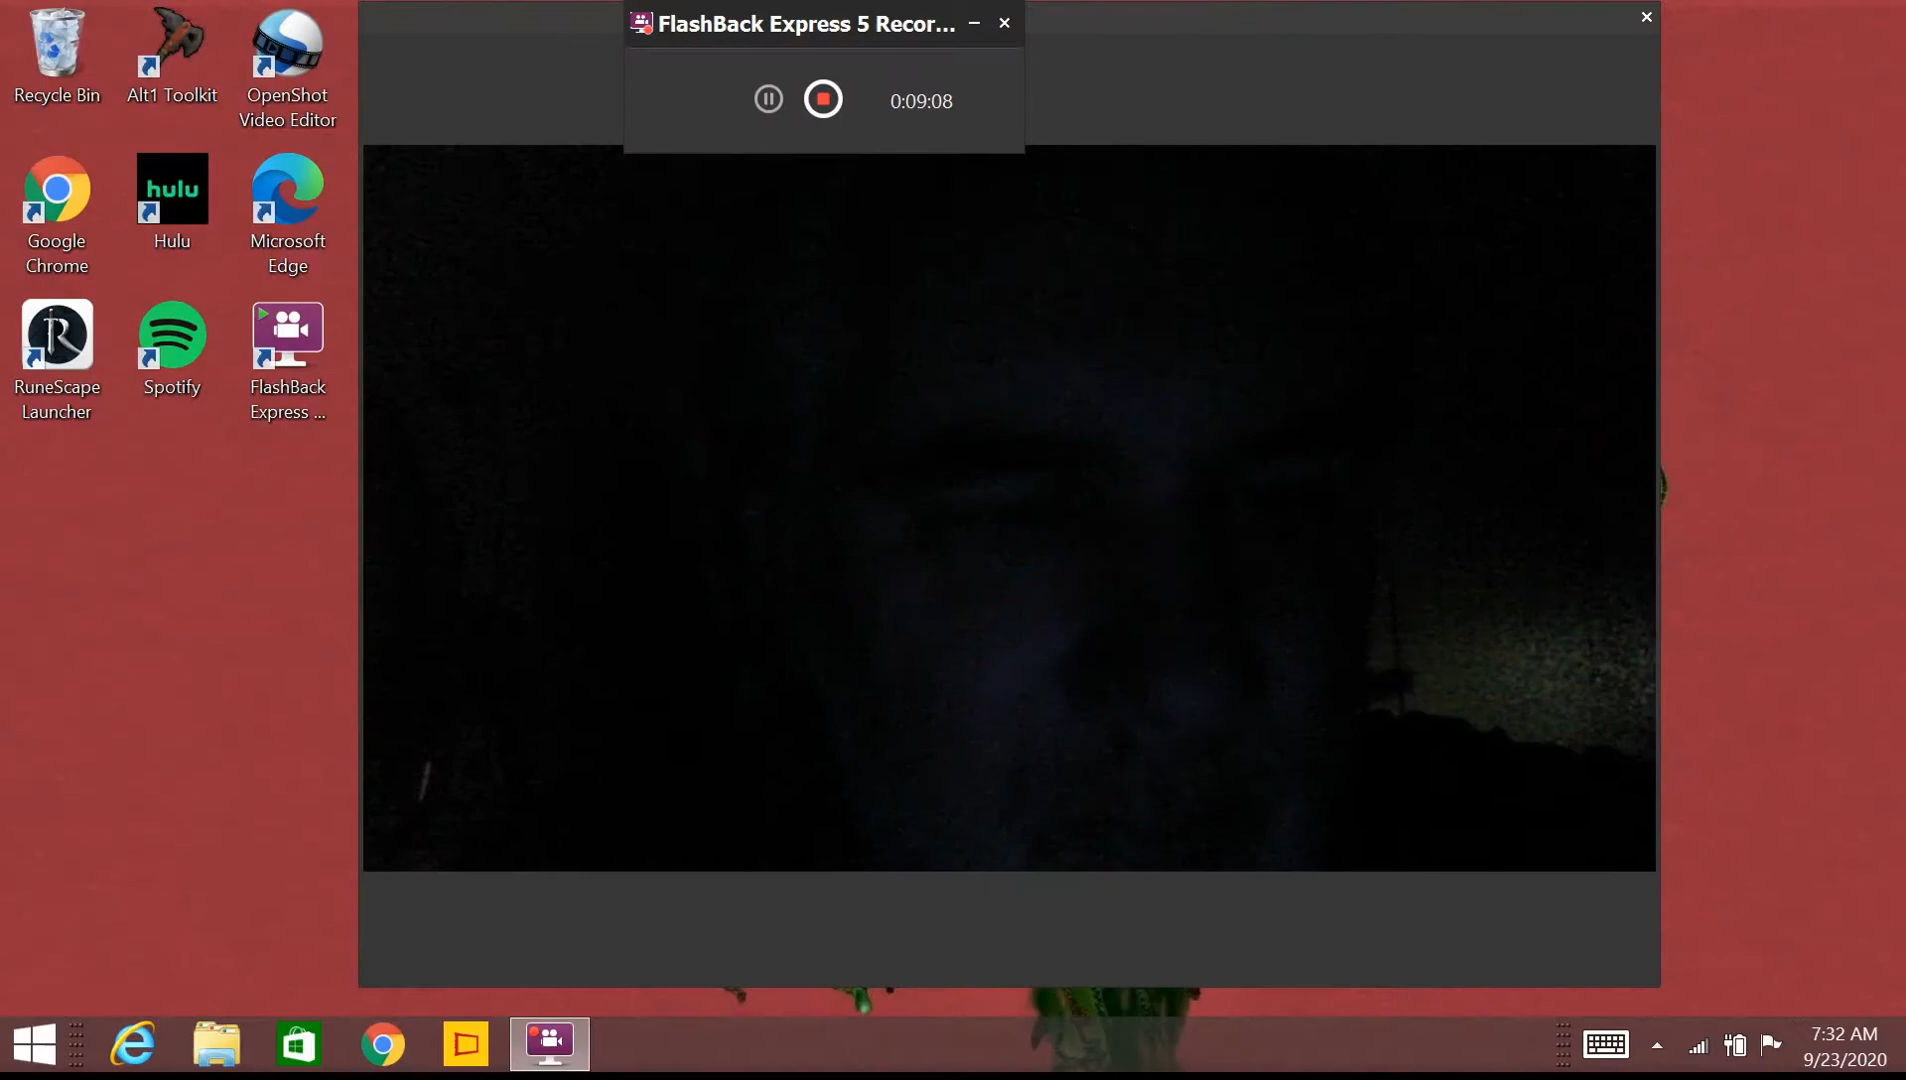 FlashBack Express 5 Recor...
0:09:08
Recycle Bin
Alt1 Toolkit
OpenShot
Video Editor
hulu
Google
Chrome
Hulu
Microsoft
Edge
R
RuneScape
Launcher
Spotify
FlashBack
Express ...
7:32 AM
9/23/2020